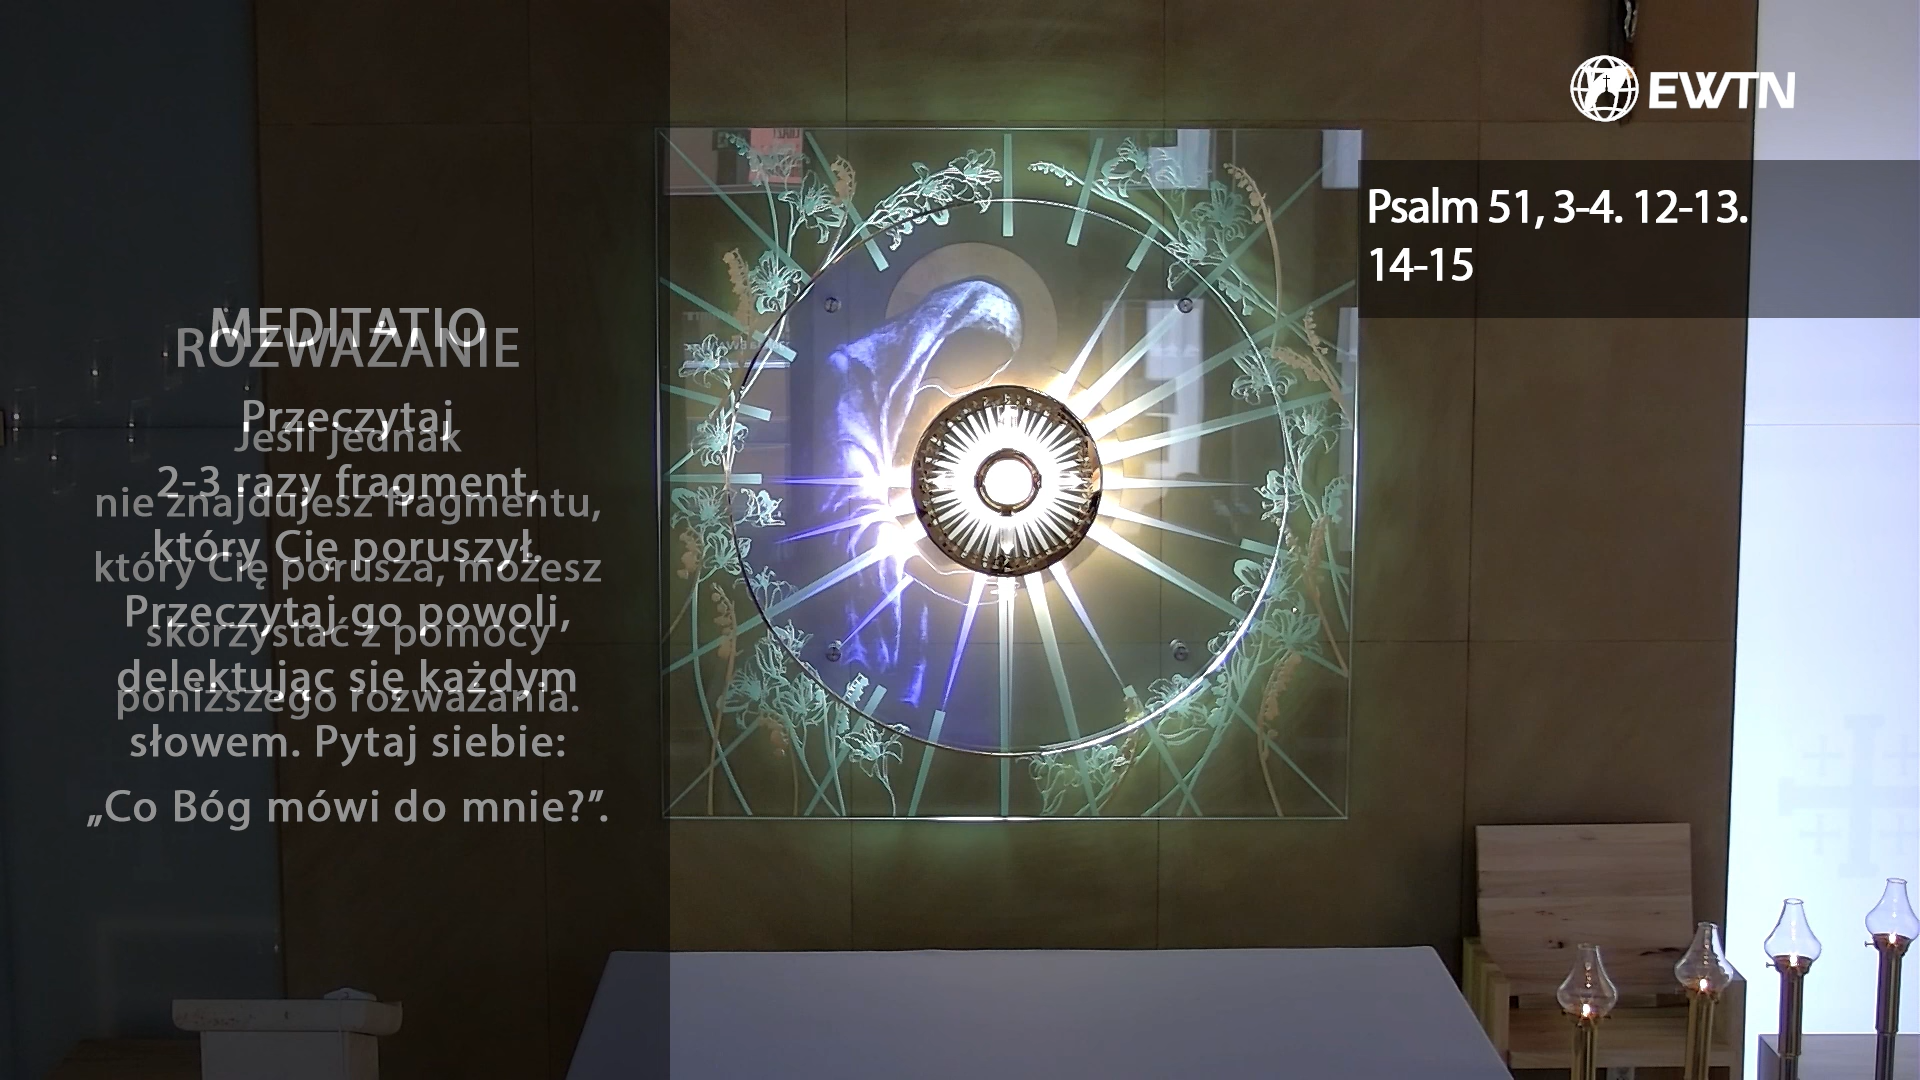 EWTN
Psalm 51, 3-4. 12-13.
14-15
MEDITATIO
ROZWAŻANIE
Przeczytaj
Jeśli jednak
2-3 razy fragment,
nie znajdujesz fragmentu,
który Cię poruszył.
który Cię porusza, możesz
Przeczytaj go powoli,
skorzystać z pomocy
delektując się każdym
poniższego rozważania.
słowem. Pytaj siebie:
„Co Bóg mówi do mnie?”.